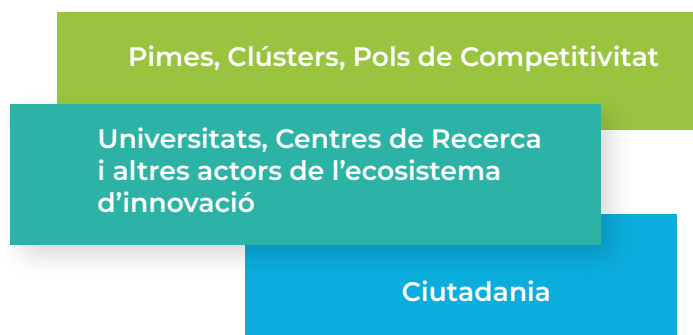 Pimes, Clústers, Pols de Competitivitat
Universitats, Centres de Recerca
i altres actors de l’ecosistema
d’innovació
Ciutadania